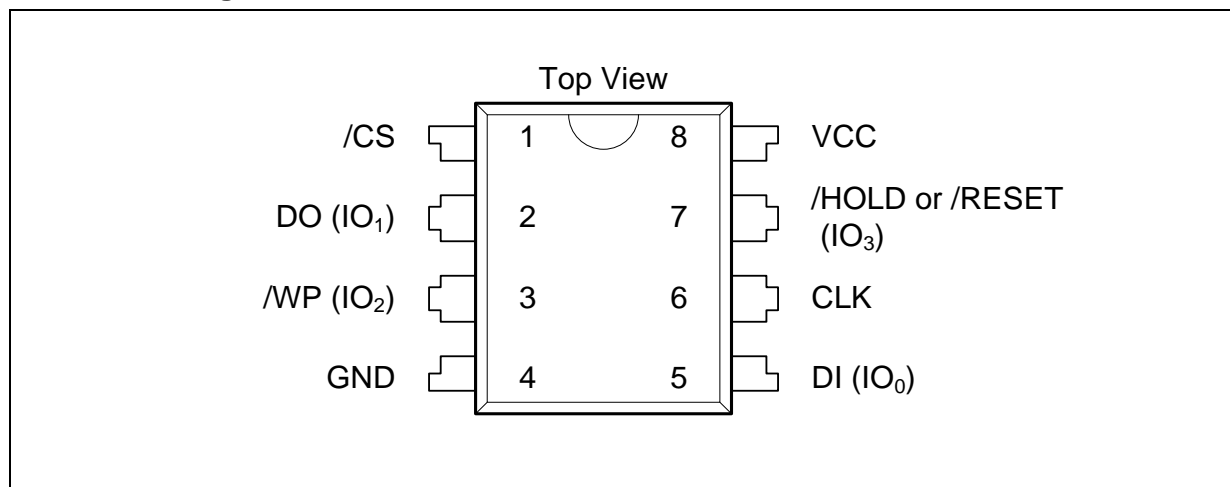 Top View
/CS 1 8 VCC
DO (IO₁) 2 7 /HOLD or /RESET
(IO₃)
/WP (IO₂) 3 6 CLK
GND 4 5 DI (IO₀)